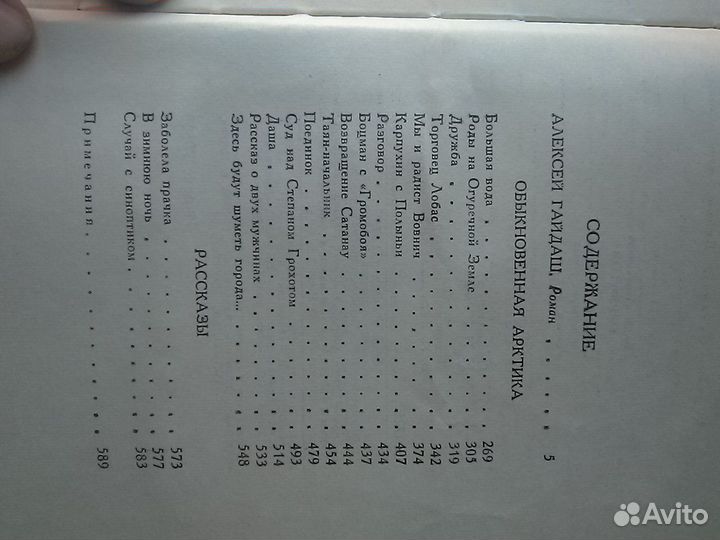 СОДЕРЖАНИЕ
АЛЕКСЕЙ ГАЙДАШ. Роман . . . . . . . 5
ОБЫКНОВЕННАЯ АРКТИКА
Большая вода . . . . . . . . . . . 269
Роды на Огуречной Земле . . . . . . . 305
Дружба . . . . . . . . . . . . . 319
Торговец Лобас . . . . . . . . . . 342
Мы и радист Вовнич . . . . . . . . . 374
Карпухин с Полыньи . . . . . . . . . 407
Разговор . . . . . . . . . . . . 434
Боцман с «Громобоя» . . . . . . . . 437
Возвращение Сатанау . . . . . . . . 444
Таян-начальник . . . . . . . . . . 454
Поединок . . . . . . . . . . . . 479
Суд над Степаном Грохотом . . . . . . 493
Даша . . . . . . . . . . . . . . 514
Рассказ о двух мужчинах . . . . . . . 533
Здесь будут шуметь города... . . . . . . 548
РАССКАЗЫ
Заболела прачка . . . . . . . . . . 573
В зимнюю ночь . . . . . . . . . . 577
Случай с синоптиком . . . . . . . . 583
Примечания . . . . . . . . . . . 589
Avito